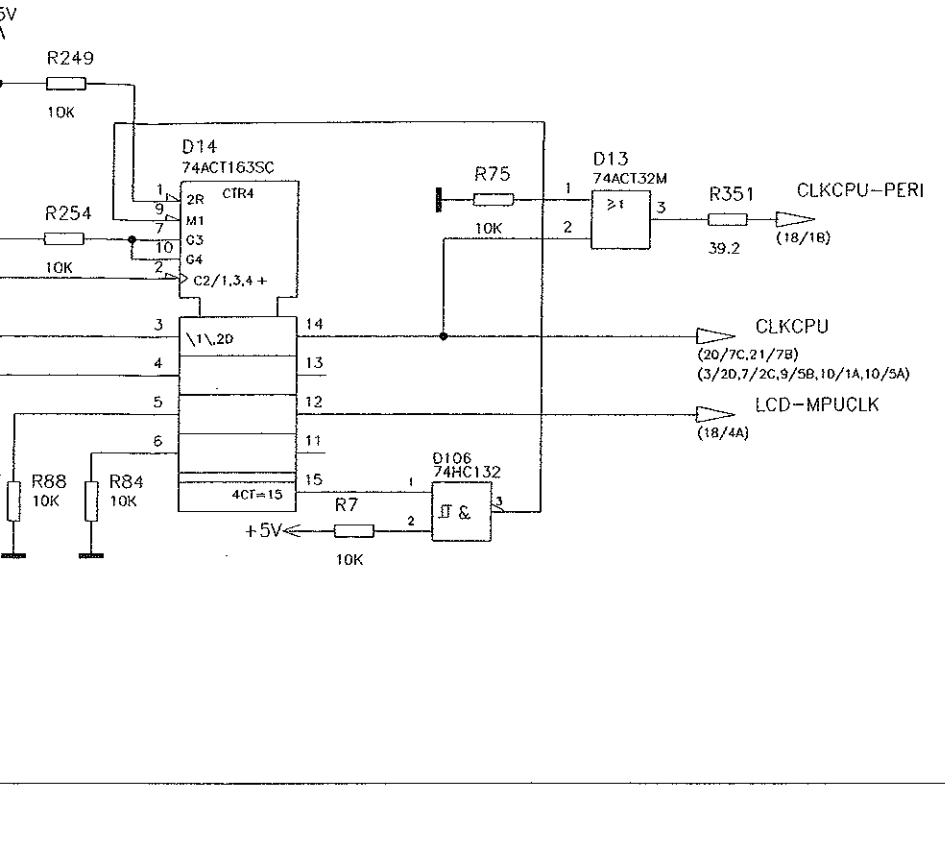 5V
R249
10K
D14
74ACT163SC
CTR4
1
2R
9
M1
7
G3
10
G4
2
C2/1,3,4+
R254
10K
R75
10K
D13
74ACT32M
1
≥1
3
2
R351
39.2
CLKCPU-PERI
(18/1B)
3
\1\,2D
14
CLKCPU
(20/7C,21/7B)
(3/2D,7/2C,9/5B,10/1A,10/5A)
4
13
5
12
LCD-MPUCLK
(18/4A)
6
11
R88
10K
R84
10K
15
4CT=15
D106
74HC132
1
&
3
2
R7
+5V
10K